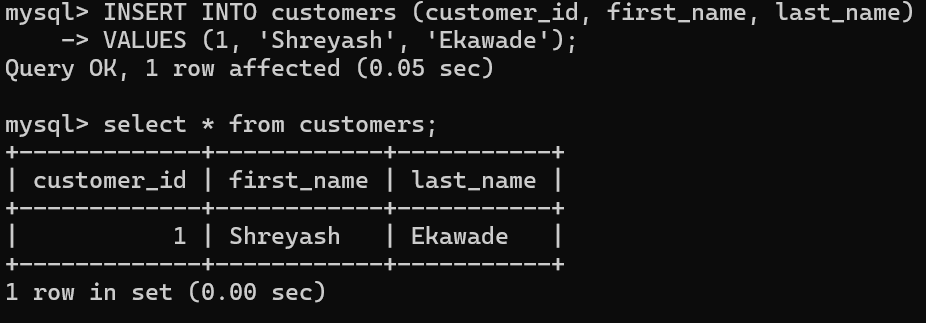 mysql> INSERT INTO customers (customer_id, first_name, last_name)
    -> VALUES (1, 'Shreyash', 'Ekawade');
Query OK, 1 row affected (0.05 sec)

mysql> select * from customers;
+-------------+------------+-----------+
| customer_id | first_name | last_name |
+-------------+------------+-----------+
|           1 | Shreyash   | Ekawade   |
+-------------+------------+-----------+
1 row in set (0.00 sec)